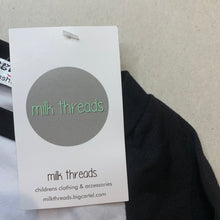 milk threads
milk threads
childrens clothing & accessories
milkthreads.bigcartel.com